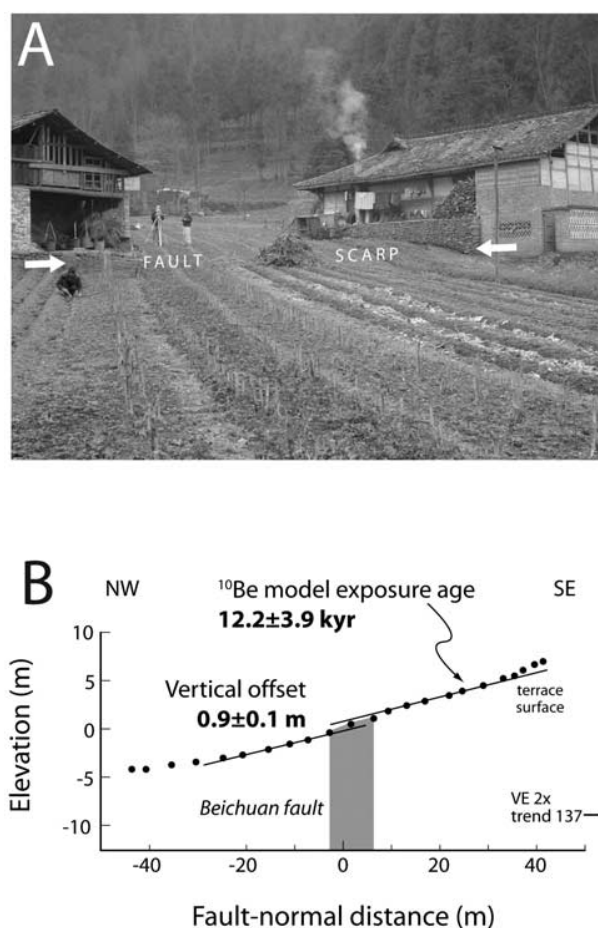 A
FAULT SCARP
B
NW SE
¹⁰Be model exposure age
12.2±3.9 kyr
Vertical offset
0.9±0.1 m
terrace
surface
Beichuan fault
VE 2x
trend 137
Elevation (m)
5
0
-5
-10
-40 -20 0 20 40
Fault-normal distance (m)